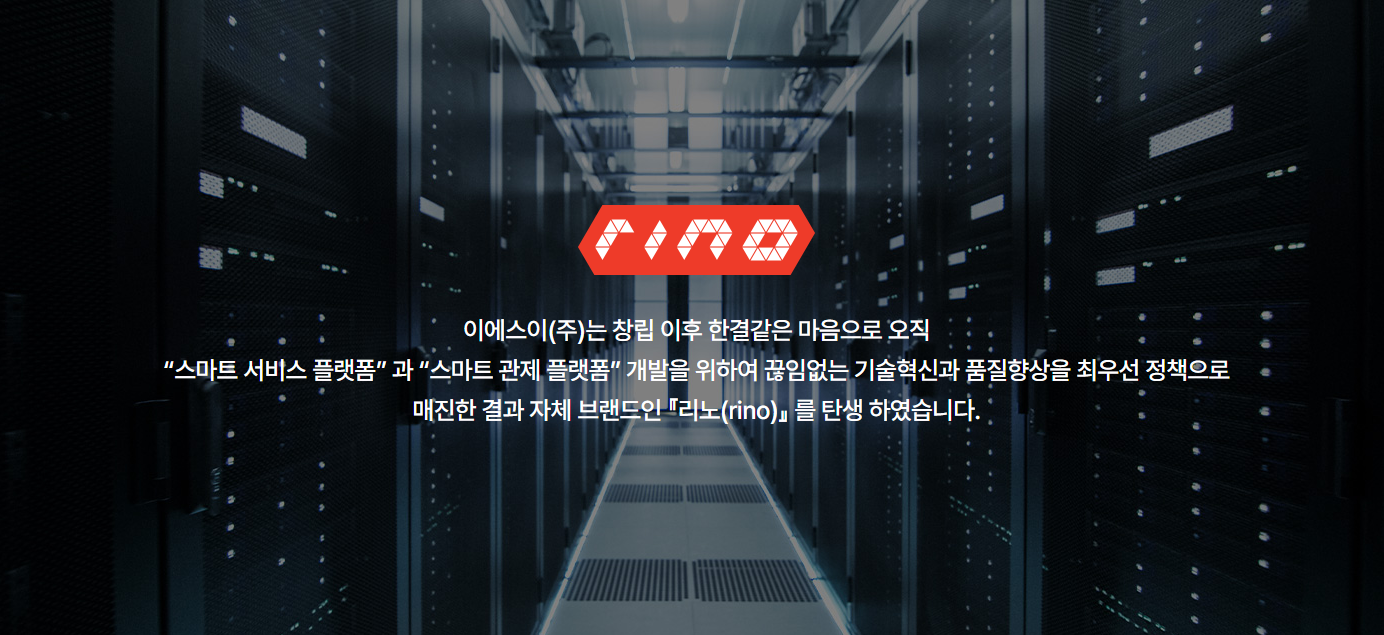 rino
이에스이(주)는 창립 이후 한결같은 마음으로 오직
“스마트 서비스 플랫폼” 과 “스마트 관제 플랫폼” 개발을 위하여 끊임없는 기술혁신과 품질향상을 최우선 정책으로
매진한 결과 자체 브랜드인 『리노(rino)』 를 탄생 하였습니다.